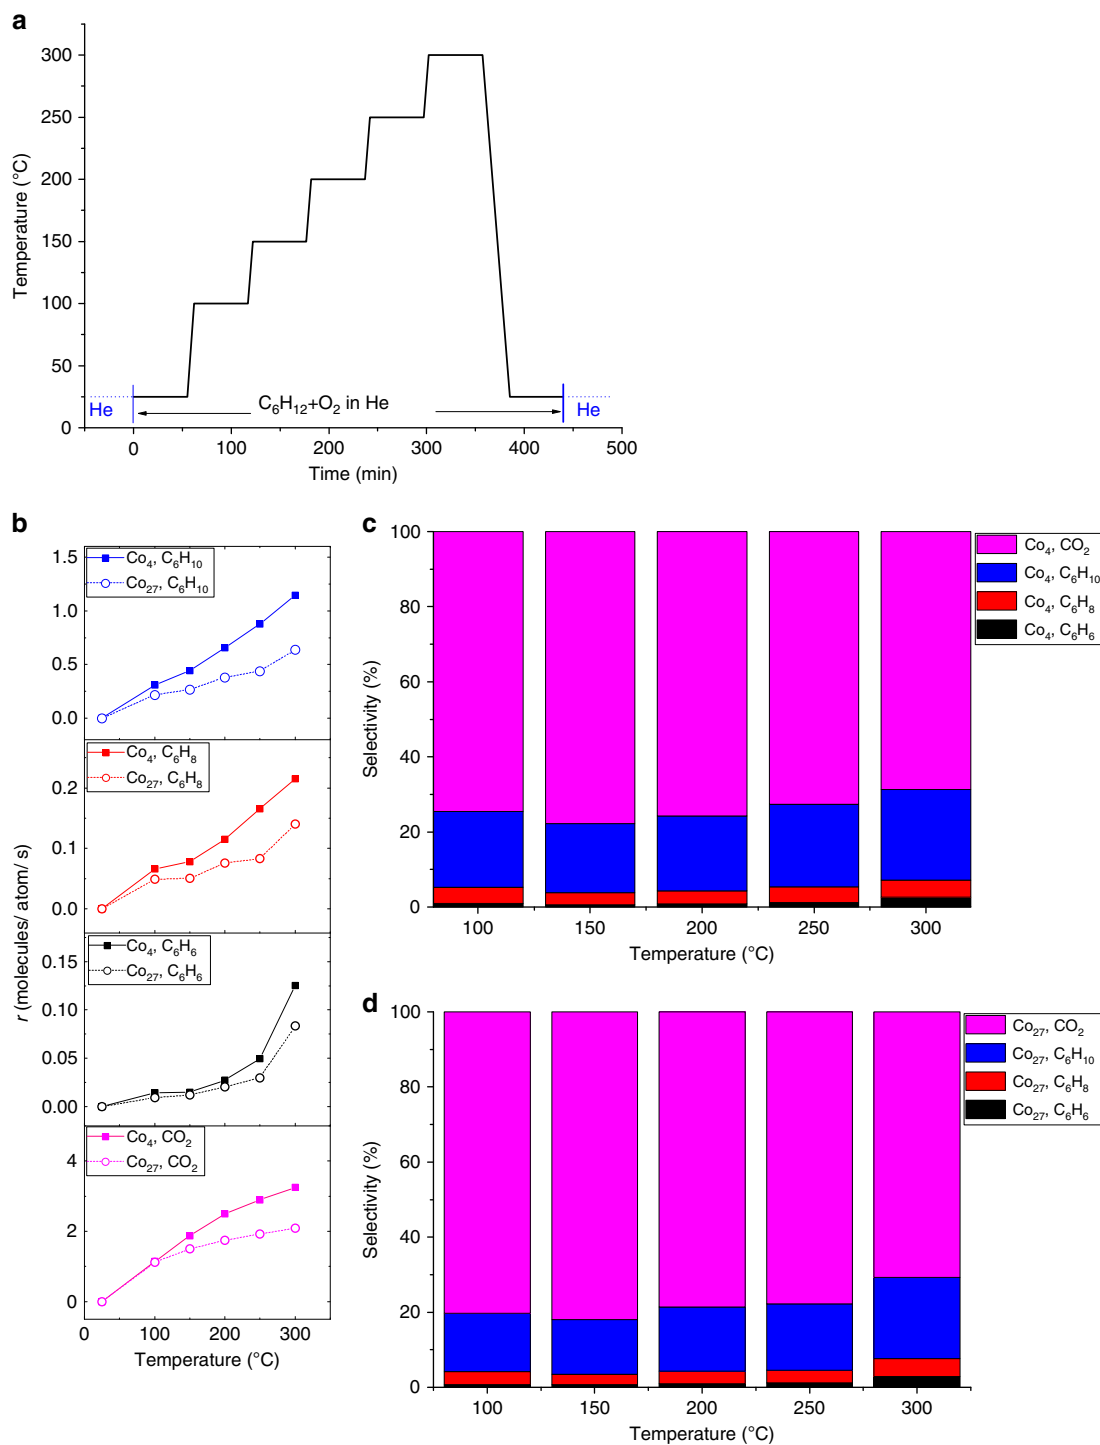 a
300
250
200
150
100
50
0
Temperature (°C)
He
C6H12+O2 in He
He
0
100
200
300
400
500
Time (min)
b
Co4, C6H10
Co27, C6H10
1.5
1.0
0.5
0.0
Co4, C6H8
Co27, C6H8
0.2
0.1
0.0
Co4, C6H6
Co27, C6H6
0.15
0.10
0.05
0.00
Co4, CO2
Co27, CO2
4
2
0
r (molecules/ atom/ s)
0
100
200
300
Temperature (°C)
c
100
80
60
40
20
0
Selectivity (%)
100
150
200
250
300
Temperature (°C)
Co4, CO2
Co4, C6H10
Co4, C6H8
Co4, C6H6
d
100
80
60
40
20
0
Selectivity (%)
100
150
200
250
300
Temperature (°C)
Co27, CO2
Co27, C6H10
Co27, C6H8
Co27, C6H6